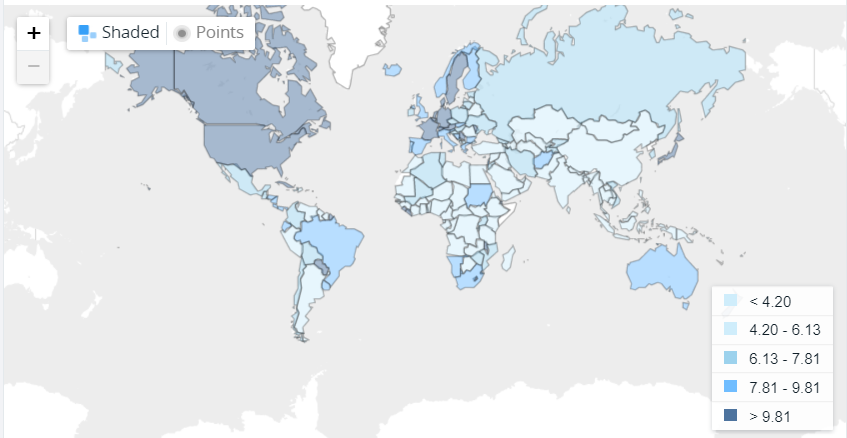 +
Shaded Points
−
< 4.20
4.20 - 6.13
6.13 - 7.81
7.81 - 9.81
> 9.81